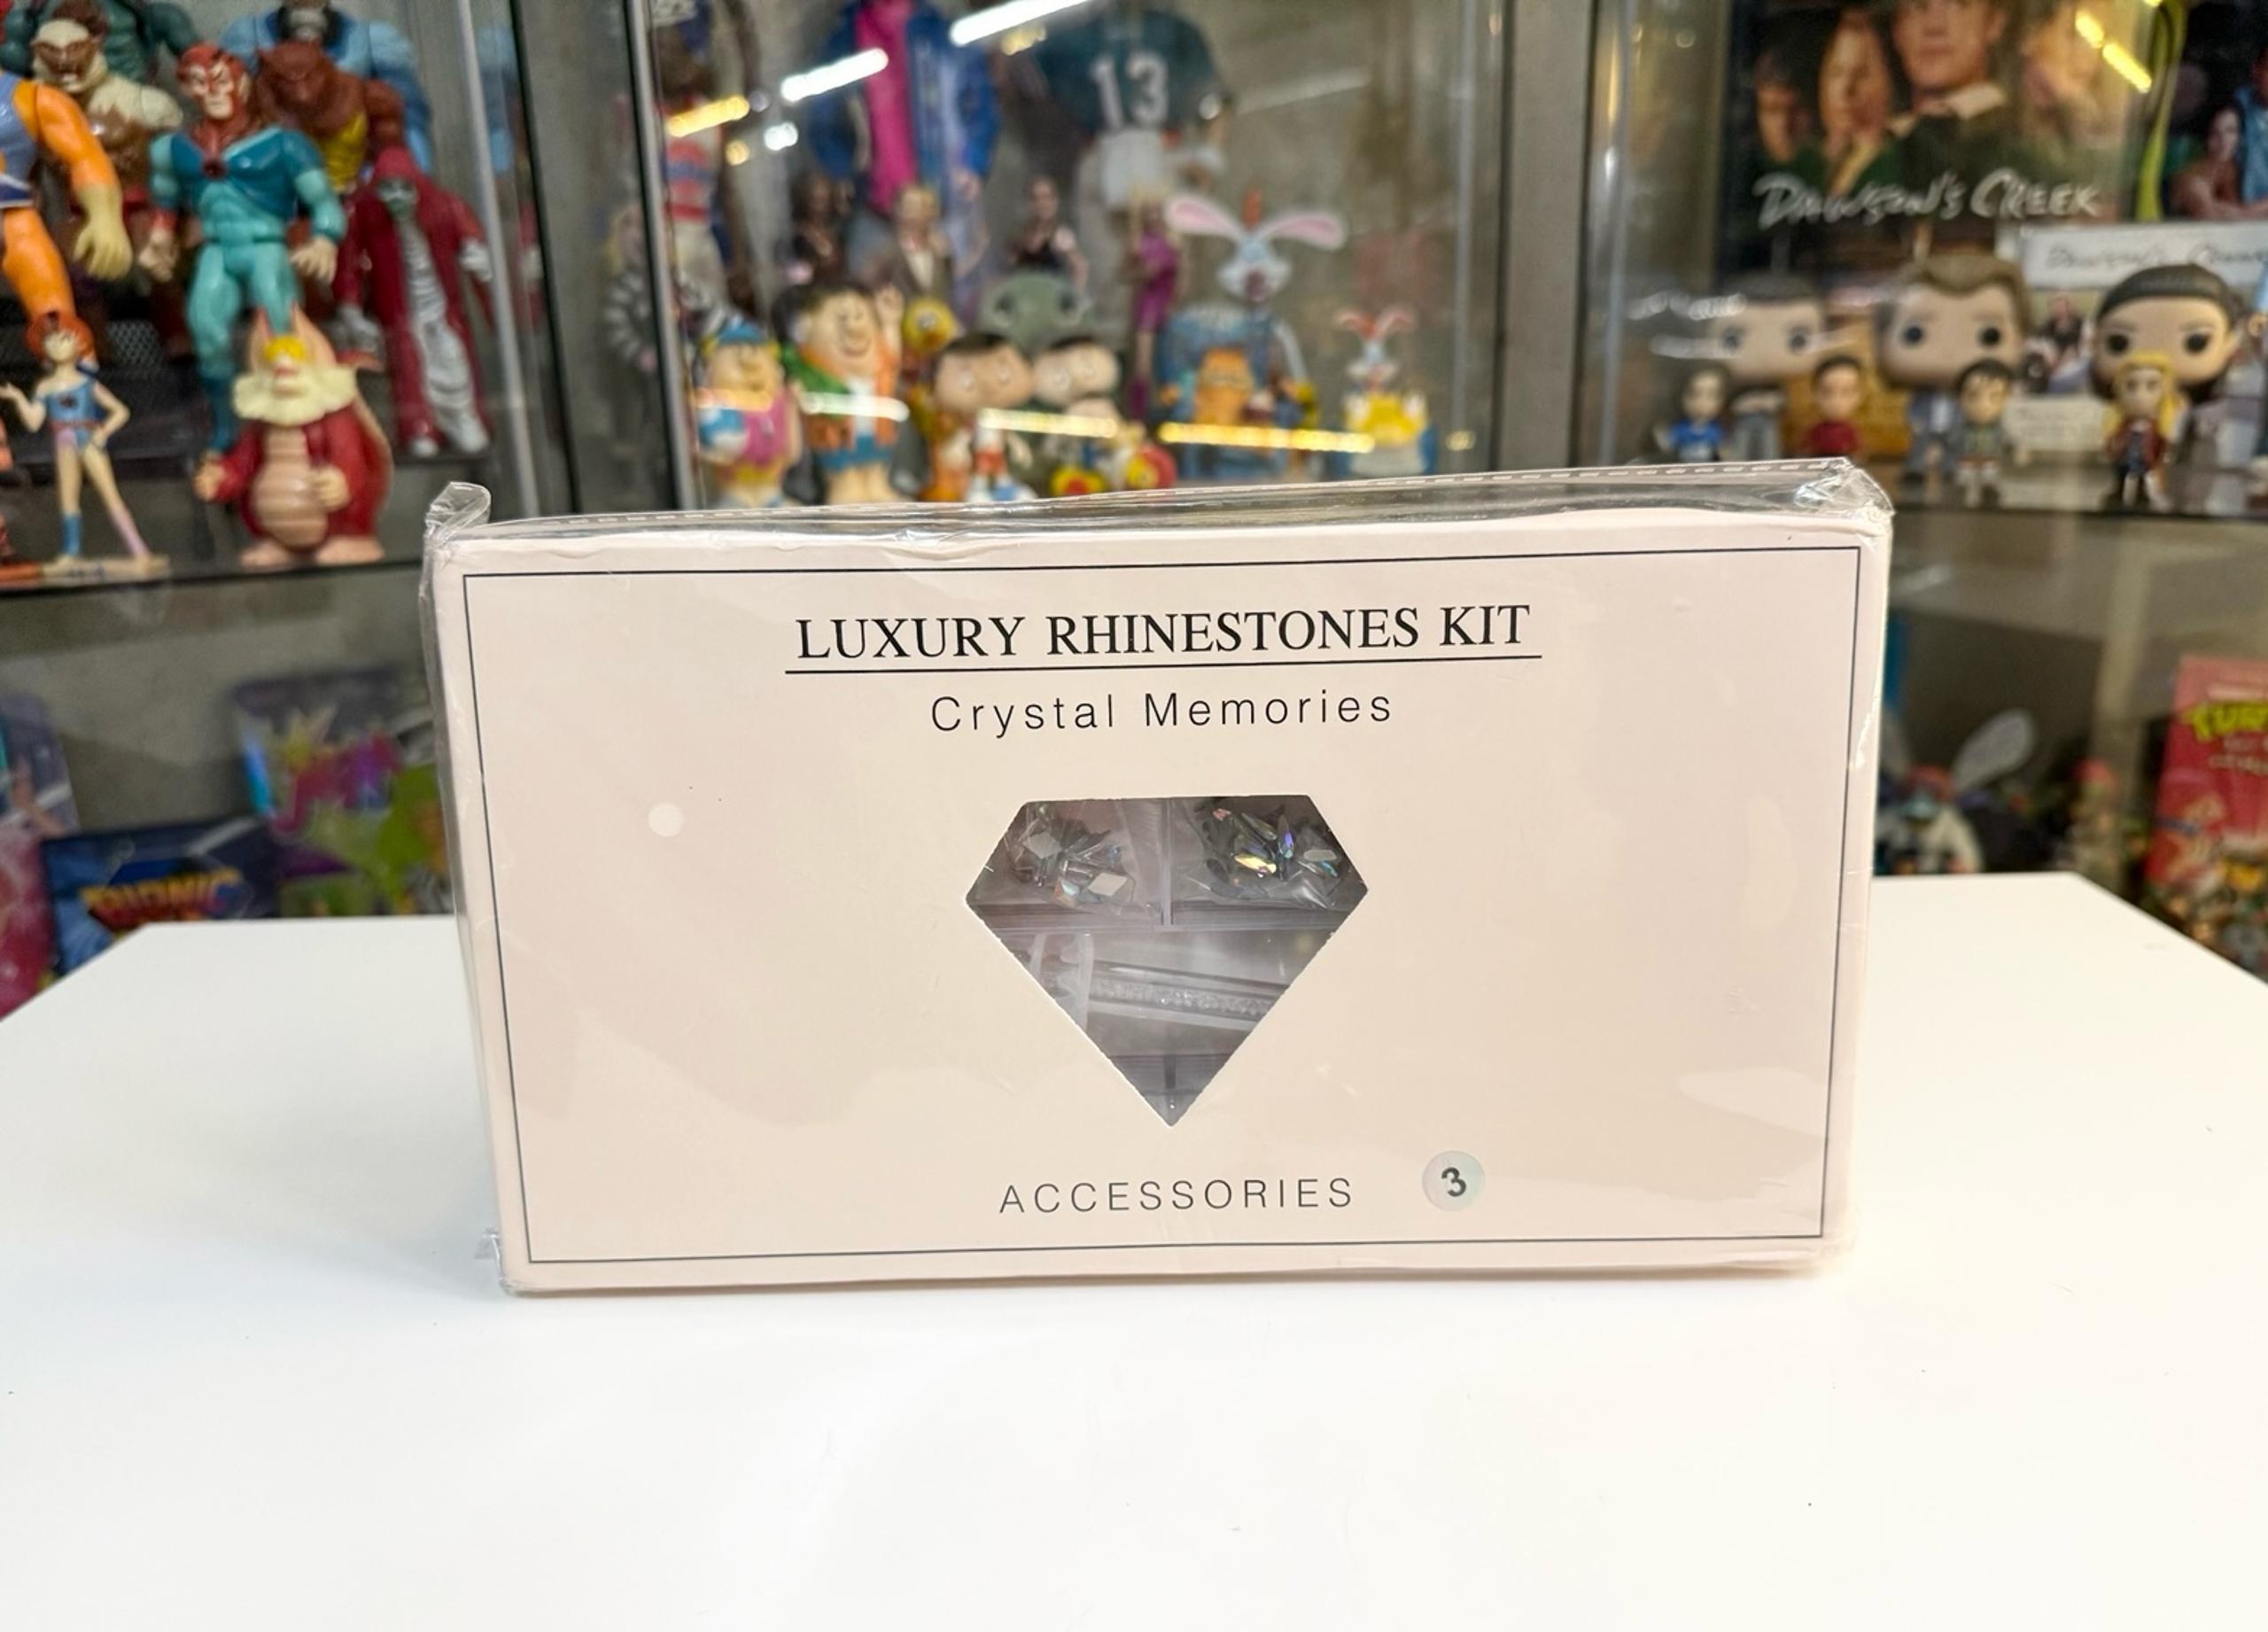 13
DAWSON'S CREEK
LUXURY RHINESTONES KIT
Crystal Memories
ACCESSORIES
3